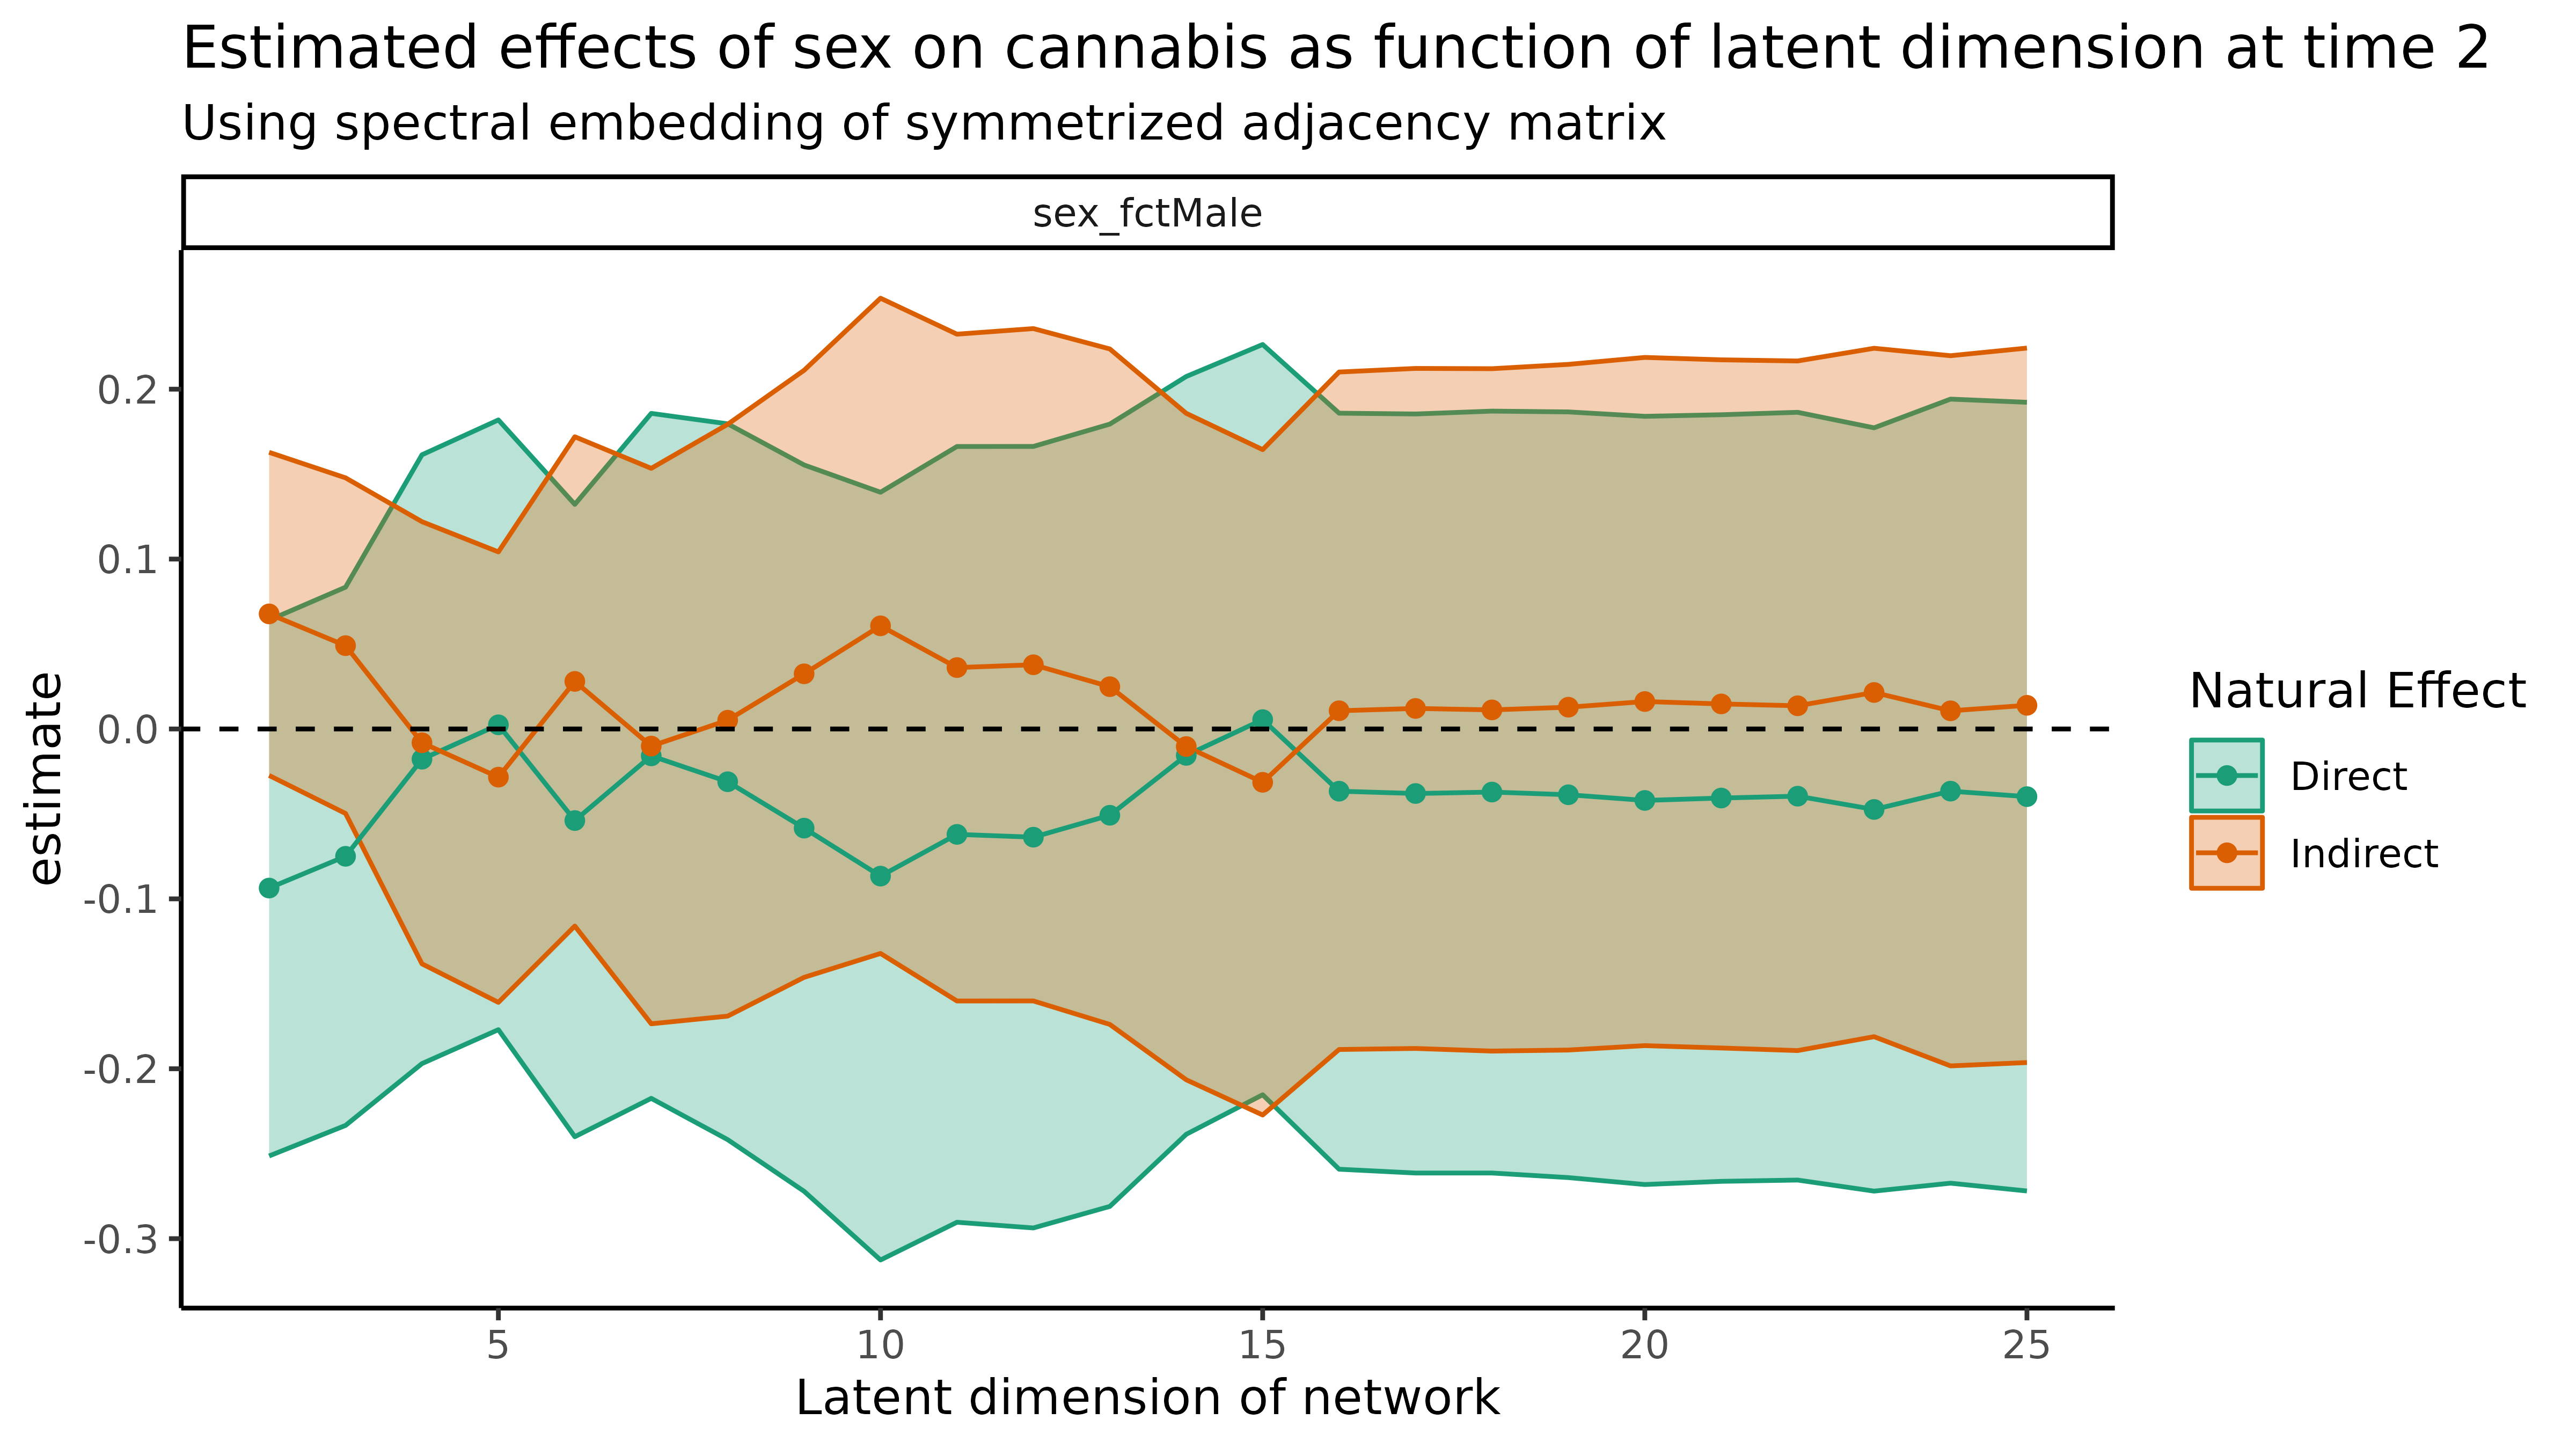 Estimated effects of sex on cannabis as function of latent dimension at time 2
Using spectral embedding of symmetrized adjacency matrix
sex_fctMale
0.2
0.1
0.0
-0.1
-0.2
-0.3
estimate
5 10 15 20 25
Latent dimension of network
Natural Effect
Direct
Indirect